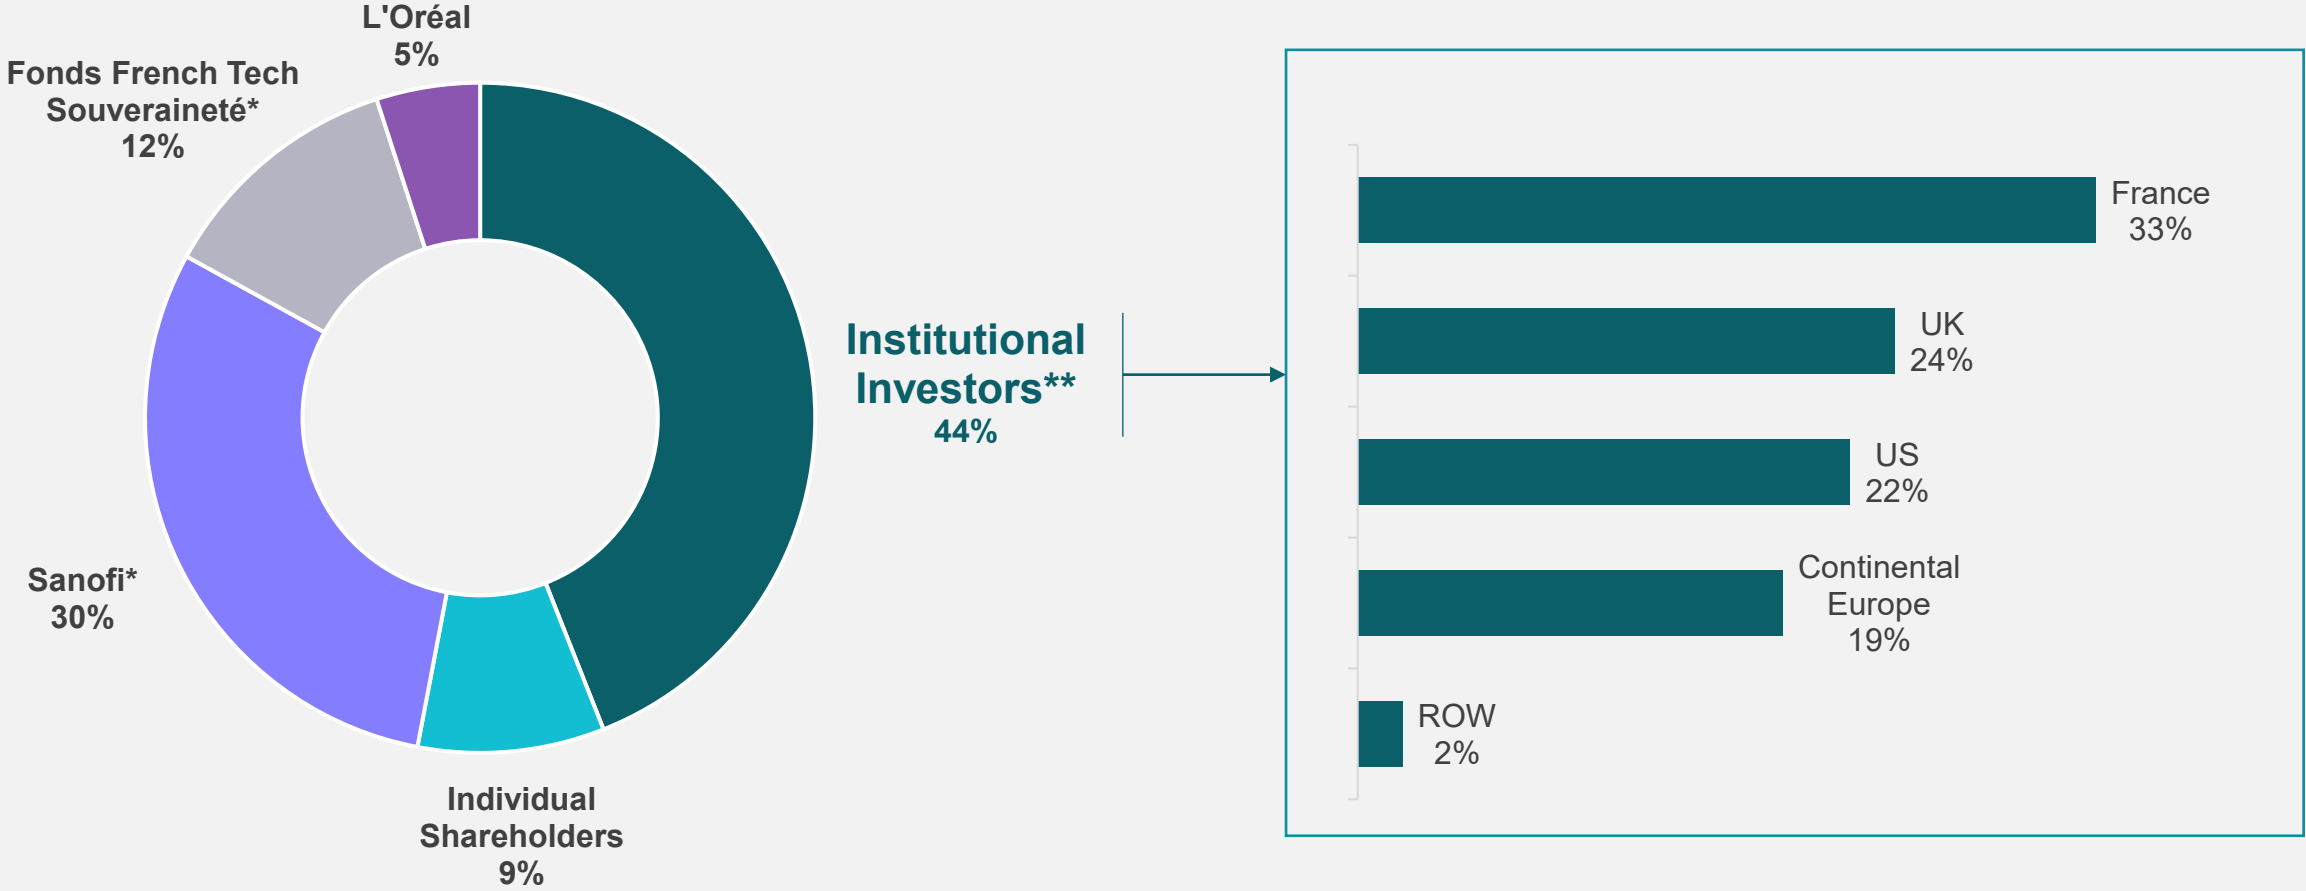 L'Oréal
5%
Fonds French Tech
Souveraineté*
12%
Sanofi*
30%
Individual
Shareholders
9%
Institutional
Investors**
44%
France
33%
UK
24%
US
22%
Continental
Europe
19%
ROW
2%